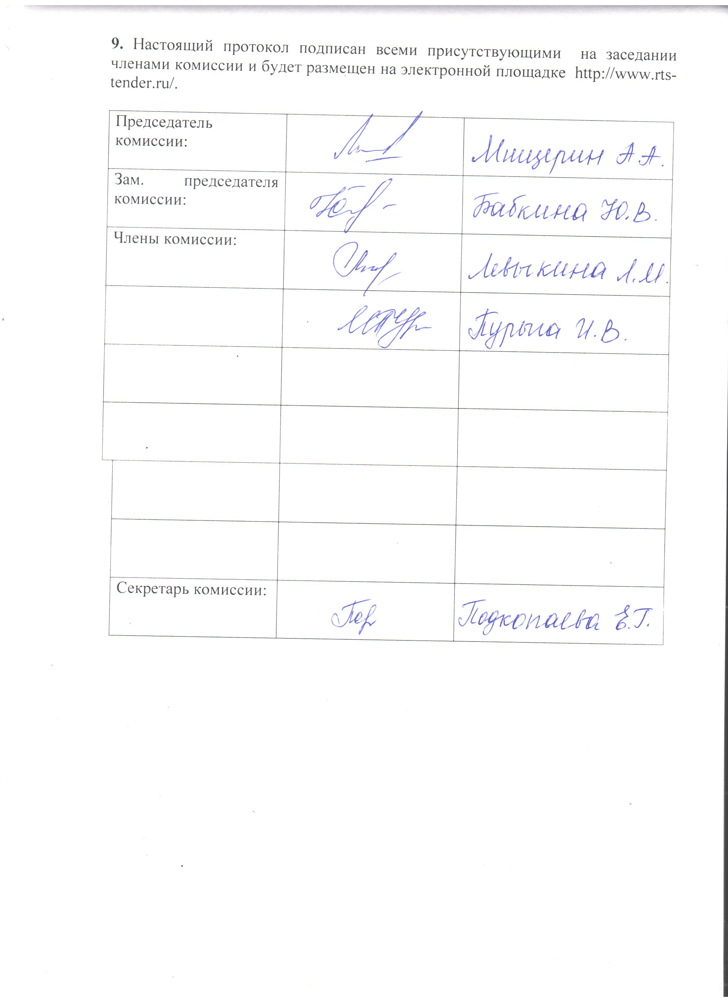 9. Настоящий протокол подписан всеми присутствующими на заседании
членами комиссии и будет размещен на электронной площадке http://www.rts-
tender.ru/.
Председатель
комиссии:
Мищерин А.А.
Зам. председателя
комиссии:
Бабкина Ю.В.
Члены комиссии:
Левыкина Л.М.
И.В.
Секретарь комиссии:
Подкопаева Е.Г.